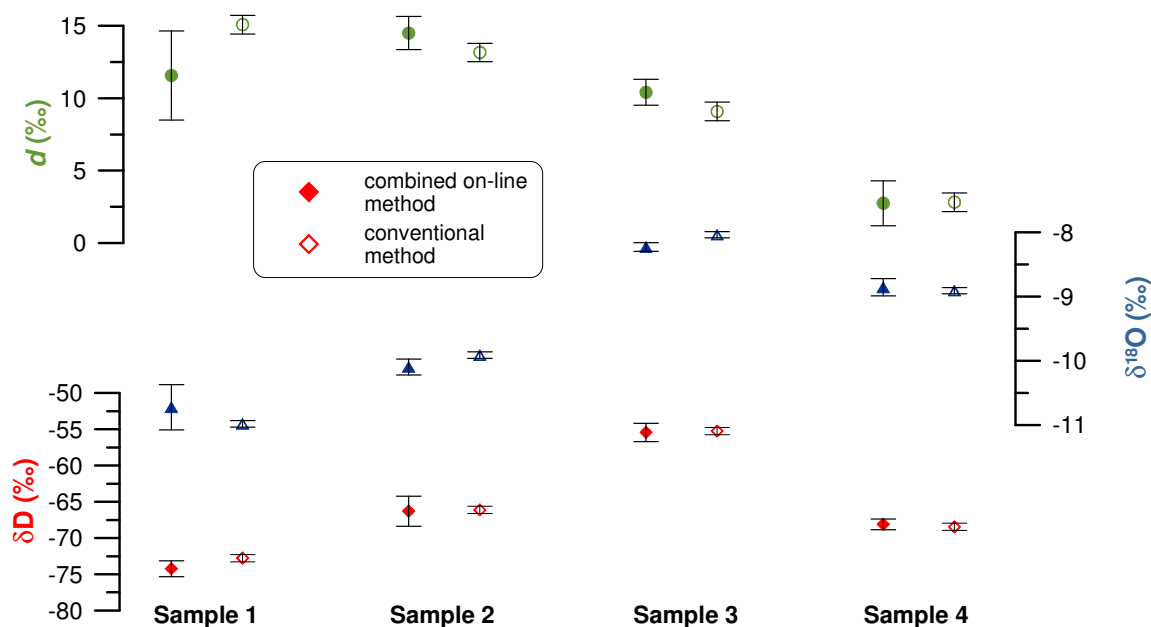 15
10
5
0
d (‰)
combined on-line
method
conventional
method
-8
-9
-10
-11
δ¹⁸O (‰)
-50
-55
-60
-65
-70
-75
-80
δD (‰)
Sample 1
Sample 2
Sample 3
Sample 4